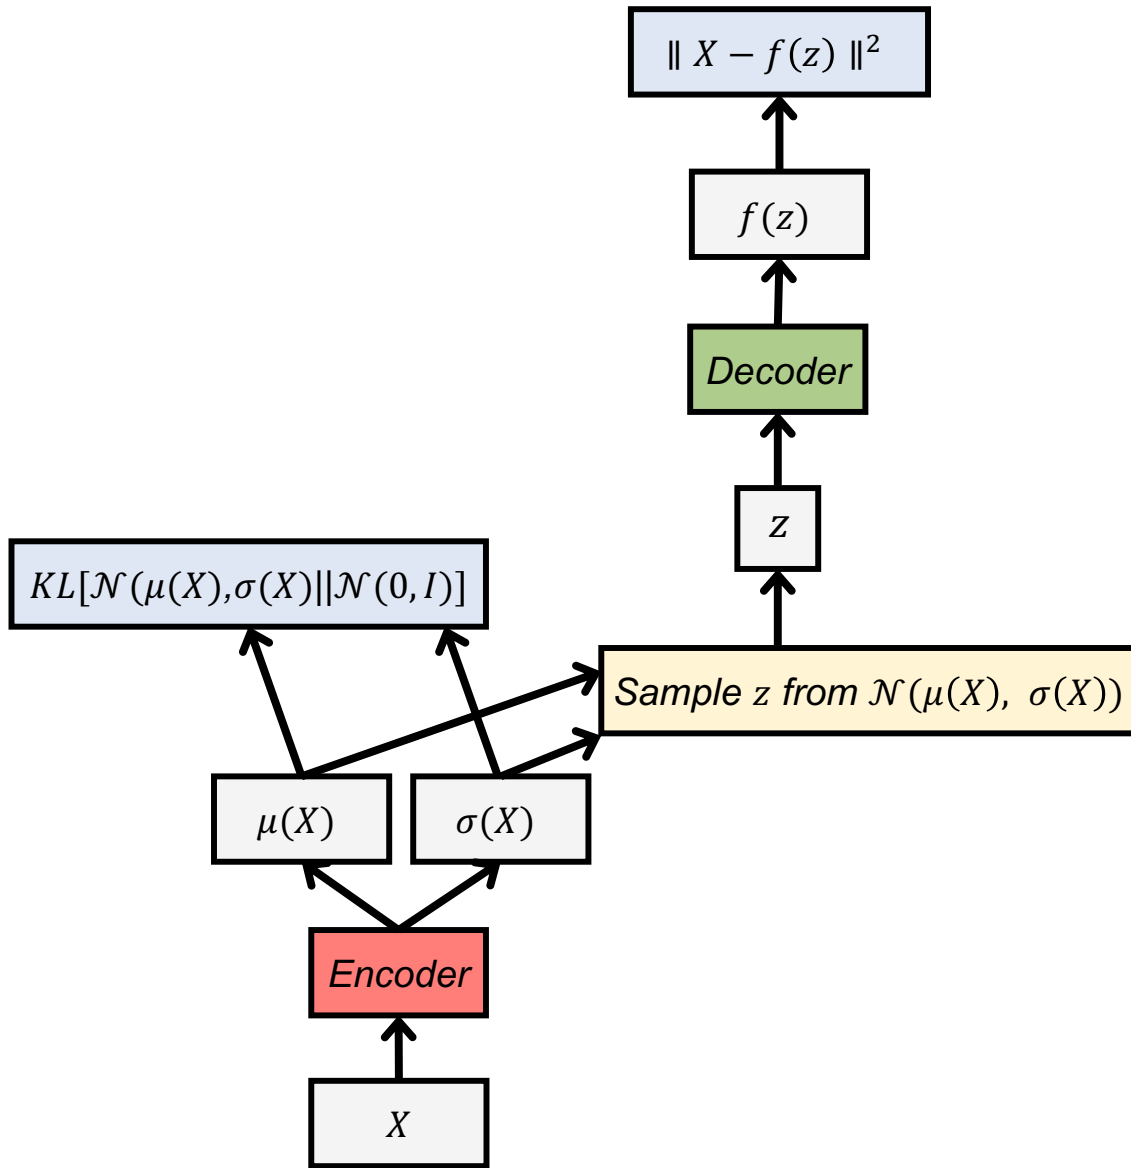 ‖ X − f(z) ‖²
f(z)
Decoder
z
KL[𝒩(μ(X),σ(X)||𝒩(0, I)]
Sample z from 𝒩(μ(X), σ(X))
μ(X)
σ(X)
Encoder
X